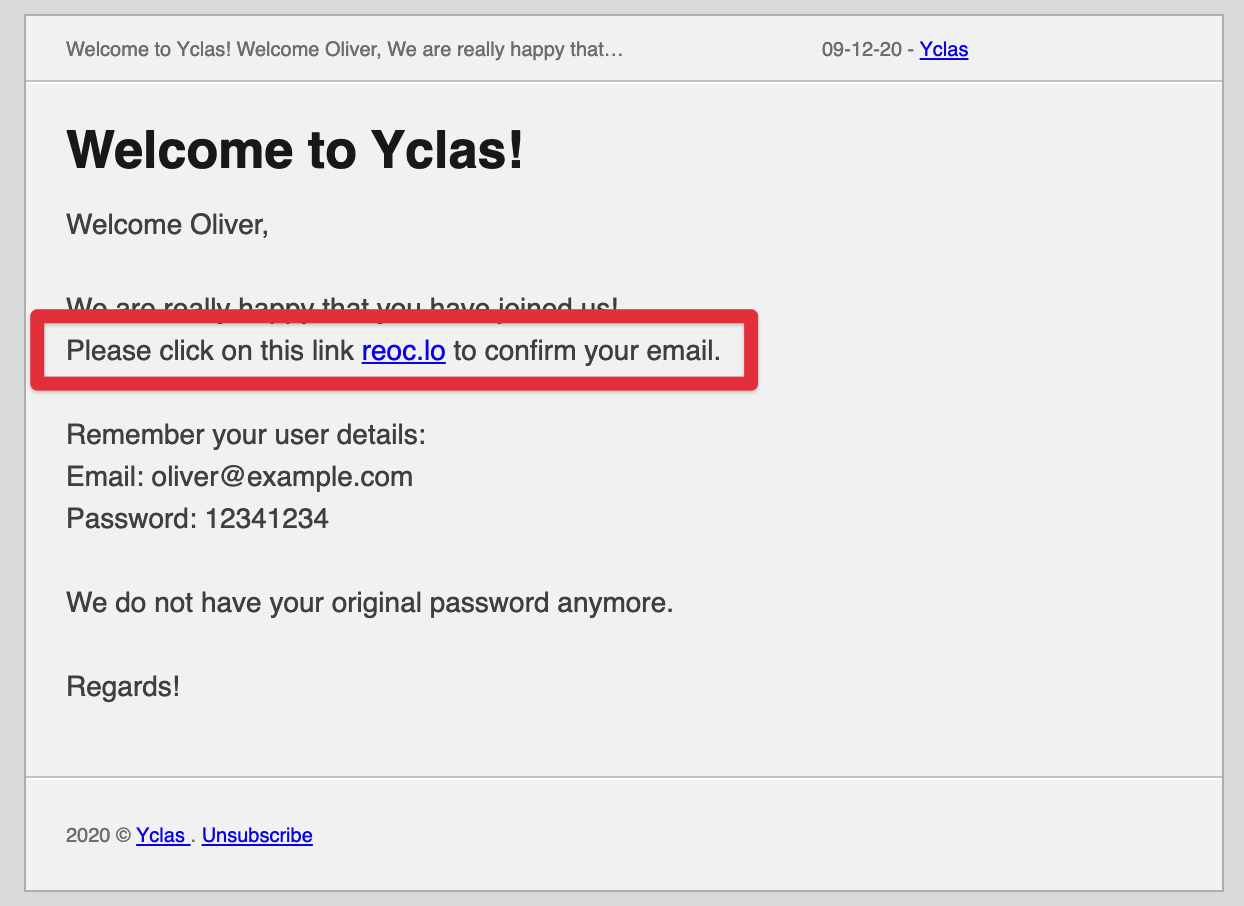 Welcome to Yclas! Welcome Oliver, We are really happy that…
09-12-20 - Yclas
Welcome to Yclas!
Welcome Oliver,
We are really happy that you have joined us!
Please click on this link reoc.lo to confirm your email.
Remember your user details:
Email: oliver@example.com
Password: 12341234
We do not have your original password anymore.
Regards!
2020 © Yclas . Unsubscribe